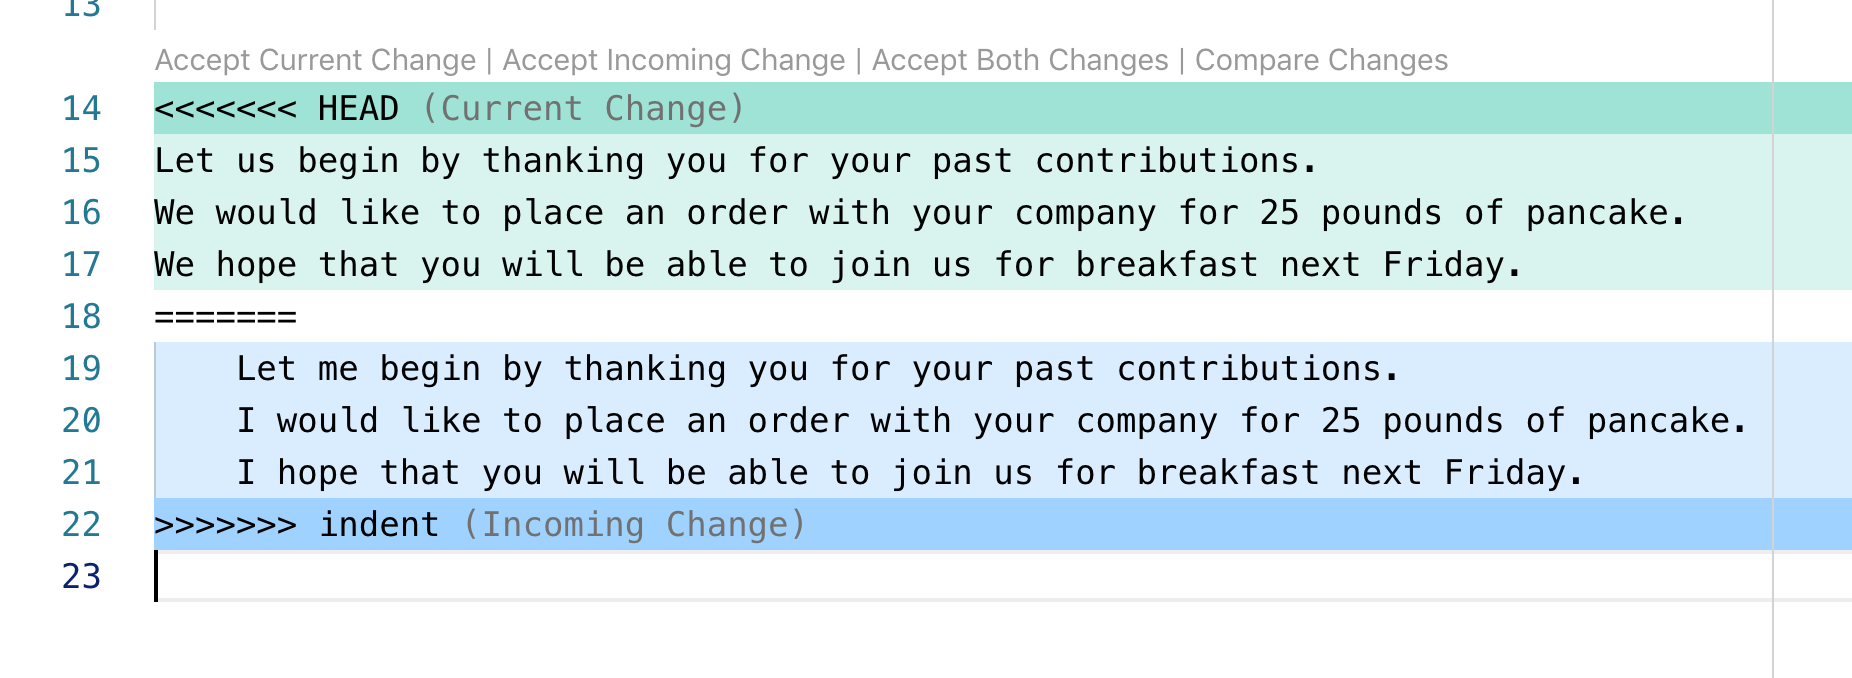 13
Accept Current Change | Accept Incoming Change | Accept Both Changes | Compare Changes
14 <<<<<<< HEAD (Current Change)
15 Let us begin by thanking you for your past contributions.
16 We would like to place an order with your company for 25 pounds of pancake.
17 We hope that you will be able to join us for breakfast next Friday.
18 =======
19     Let me begin by thanking you for your past contributions.
20     I would like to place an order with your company for 25 pounds of pancake.
21     I hope that you will be able to join us for breakfast next Friday.
22 >>>>>>> indent (Incoming Change)
23